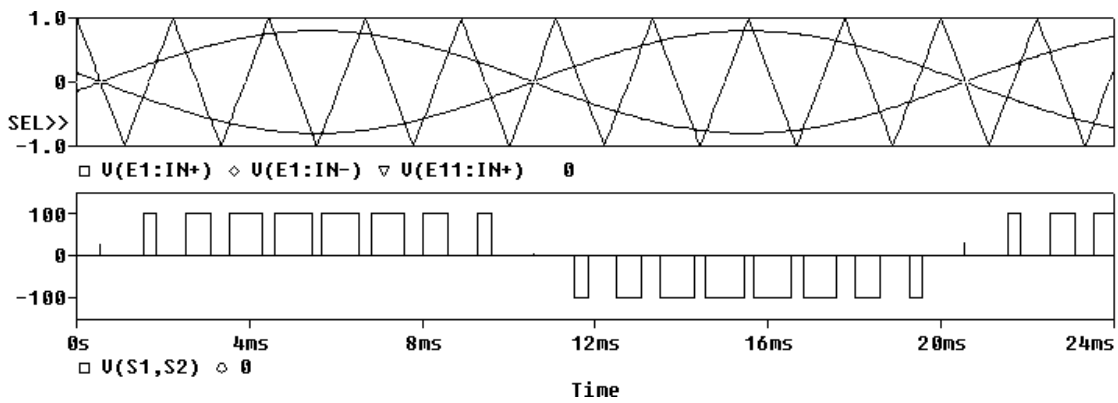 1.0
0
SEL>>
-1.0
V(E1:IN+) V(E1:IN-) V(E11:IN+) 0
100
0
-100
0s 4ms 8ms 12ms 16ms 20ms 24ms
V(S1,S2) 0
Time